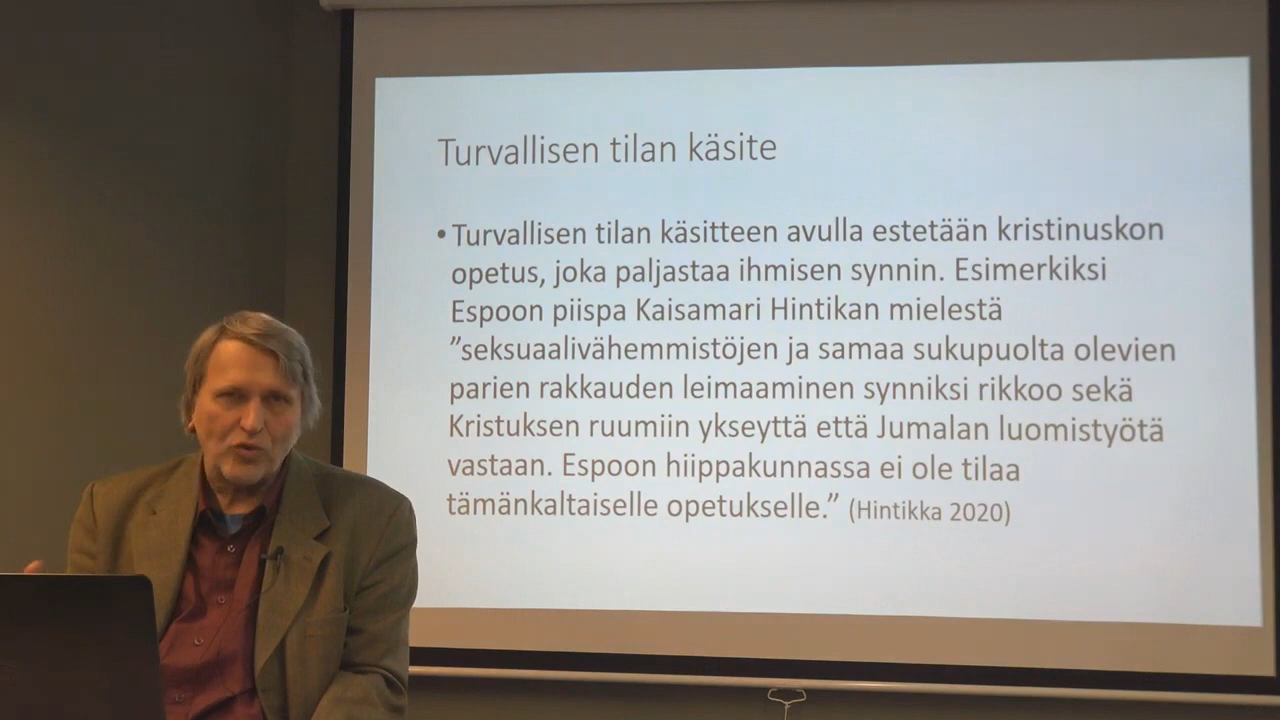 Turvallisen tilan käsite
• Turvallisen tilan käsitteen avulla estetään kristinuskon
opetus, joka paljastaa ihmisen synnin. Esimerkiksi
Espoon piispa Kaisamari Hintikan mielestä
”seksuaalivähemmistöjen ja samaa sukupuolta olevien
parien rakkauden leimaaminen synniksi rikkoo sekä
Kristuksen ruumiin ykseyttä että Jumalan luomistyötä
vastaan. Espoon hiippakunnassa ei ole tilaa
tämänkaltaiselle opetukselle.” (Hintikka 2020)